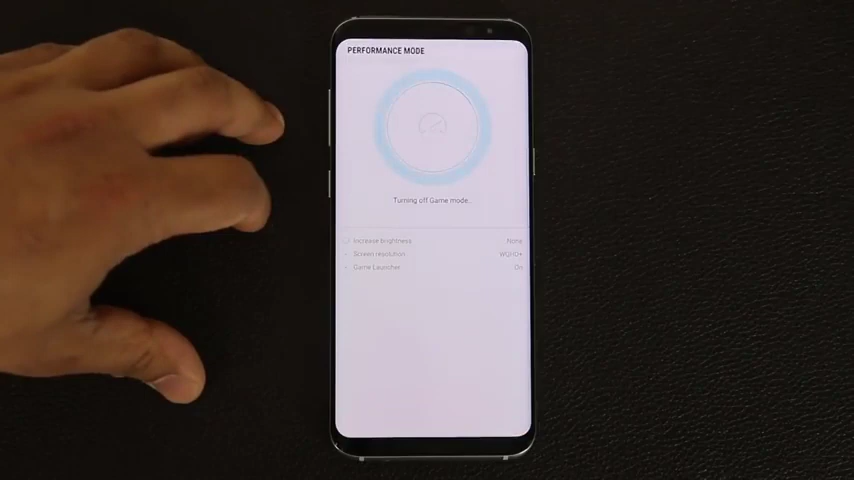 PERFORMANCE MODE
Turning off Game mode...
Increase brightness None
Screen resolution WQHD+
Game Launcher On